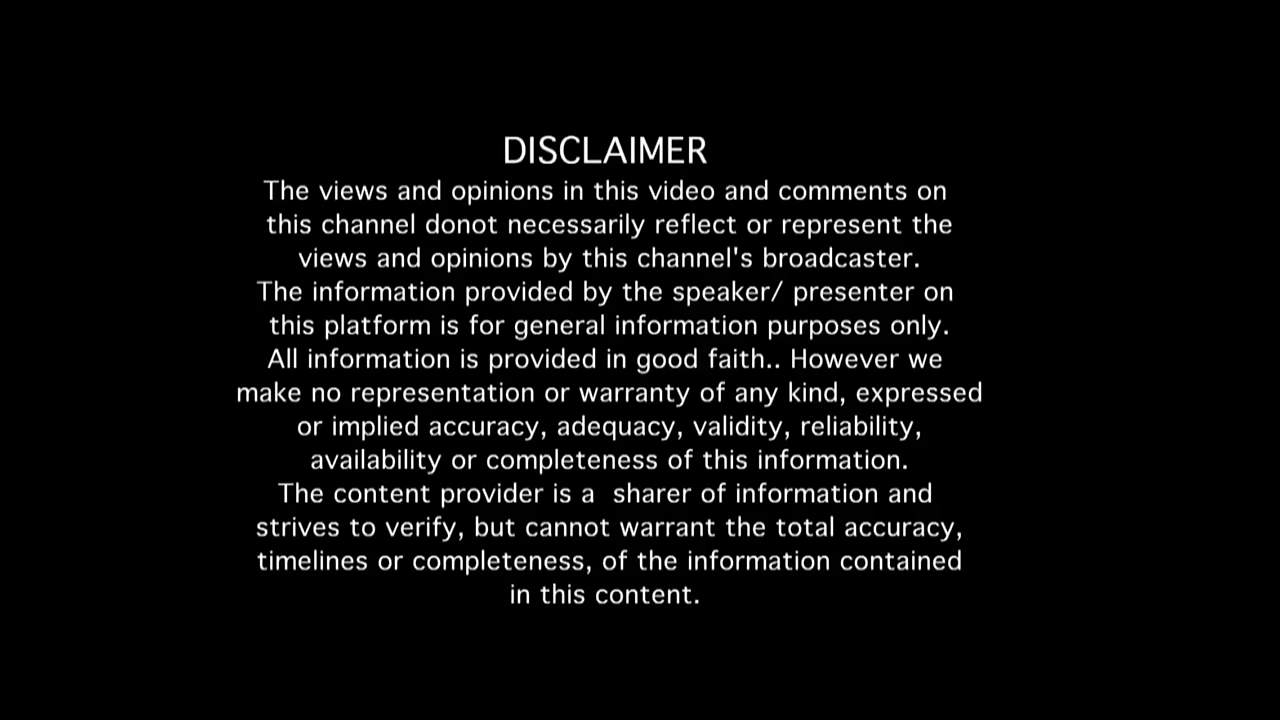 DISCLAIMER
The views and opinions in this video and comments on
this channel donot necessarily reflect or represent the
views and opinions by this channel's broadcaster.
The information provided by the speaker/ presenter on
this platform is for general information purposes only.
All information is provided in good faith.. However we
make no representation or warranty of any kind, expressed
or implied accuracy, adequacy, validity, reliability,
availability or completeness of this information.
The content provider is a  sharer of information and
strives to verify, but cannot warrant the total accuracy,
timelines or completeness, of the information contained
in this content.